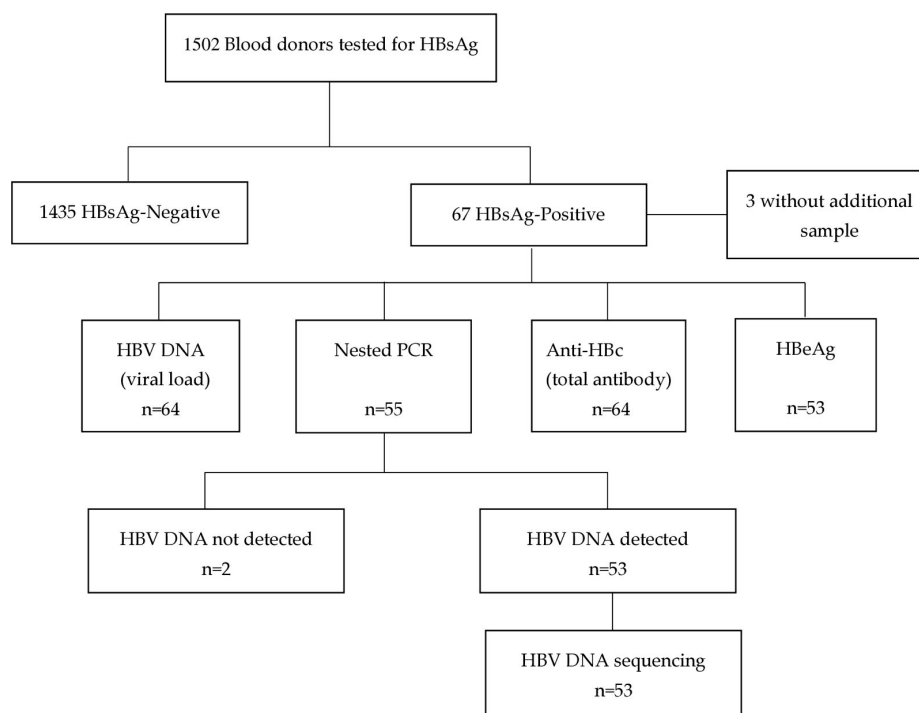 1502 Blood donors tested for HBsAg
1435 HBsAg-Negative
67 HBsAg-Positive
3 without additional
sample
HBV DNA
(viral load)
n=64
Nested PCR
n=55
Anti-HBc
(total antibody)
n=64
HBeAg
n=53
HBV DNA not detected
n=2
HBV DNA detected
n=53
HBV DNA sequencing
n=53